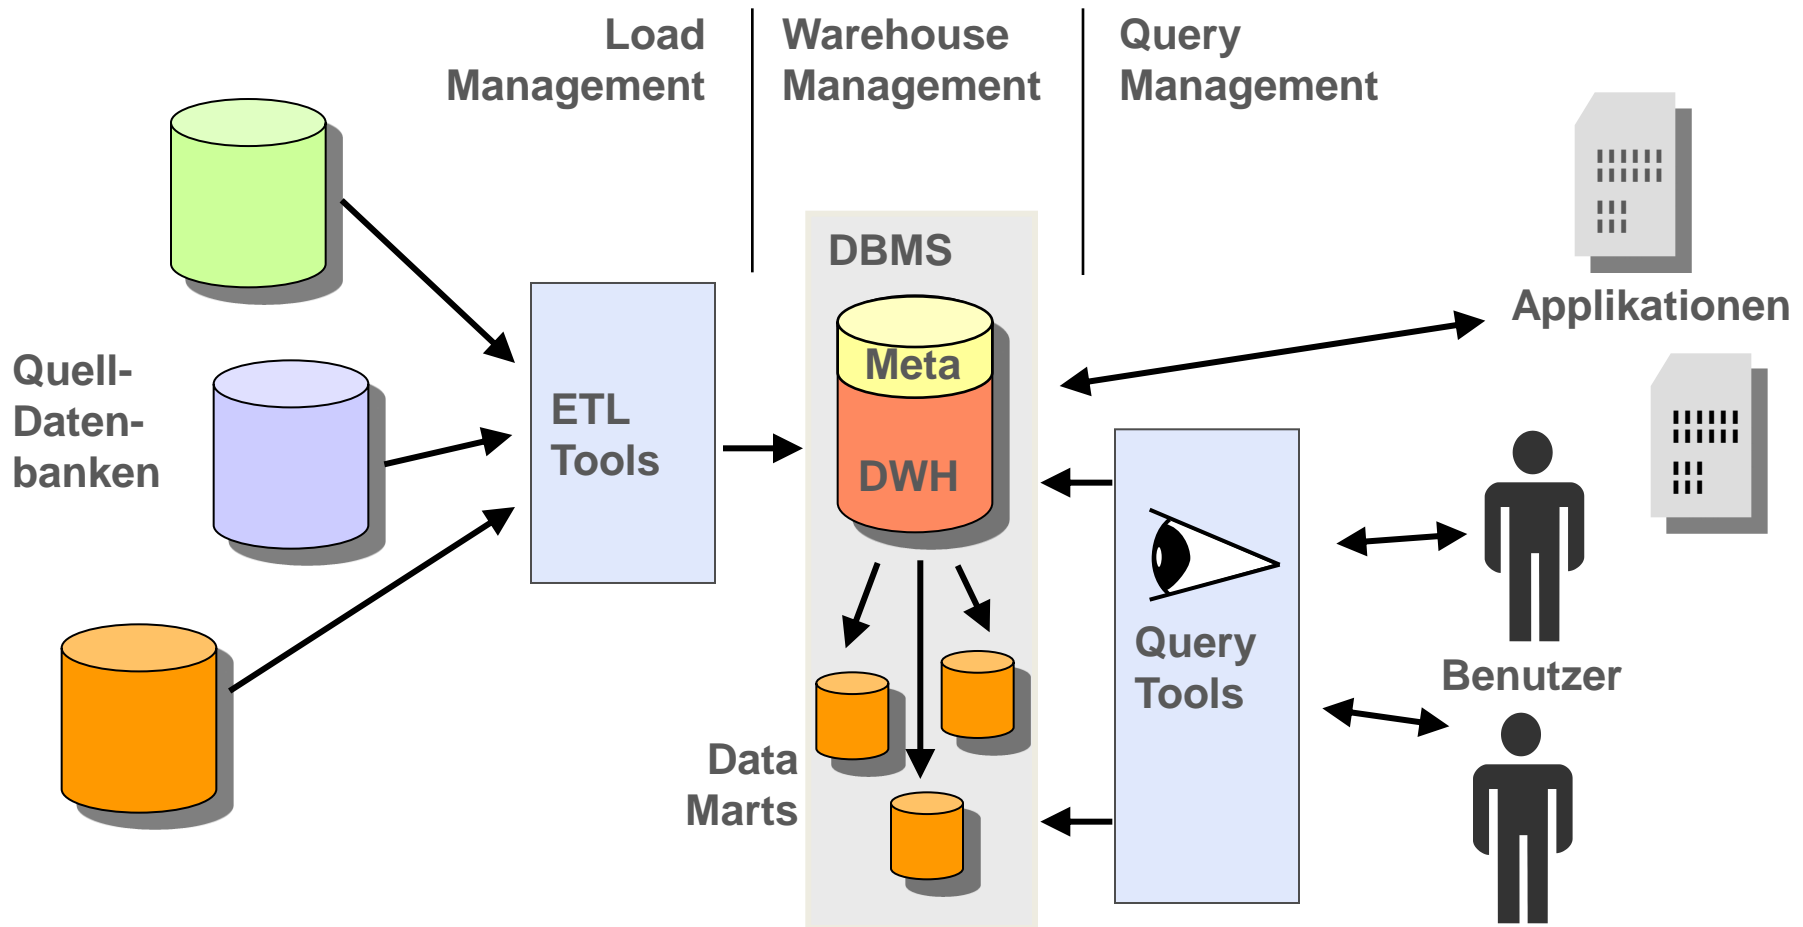 Load
Management
Warehouse
Management
Query
Management
DBMS
Applikationen
Quell-
Daten-
banken
Meta
ETL
Tools
DWH
Query
Tools
Benutzer
Data
Marts